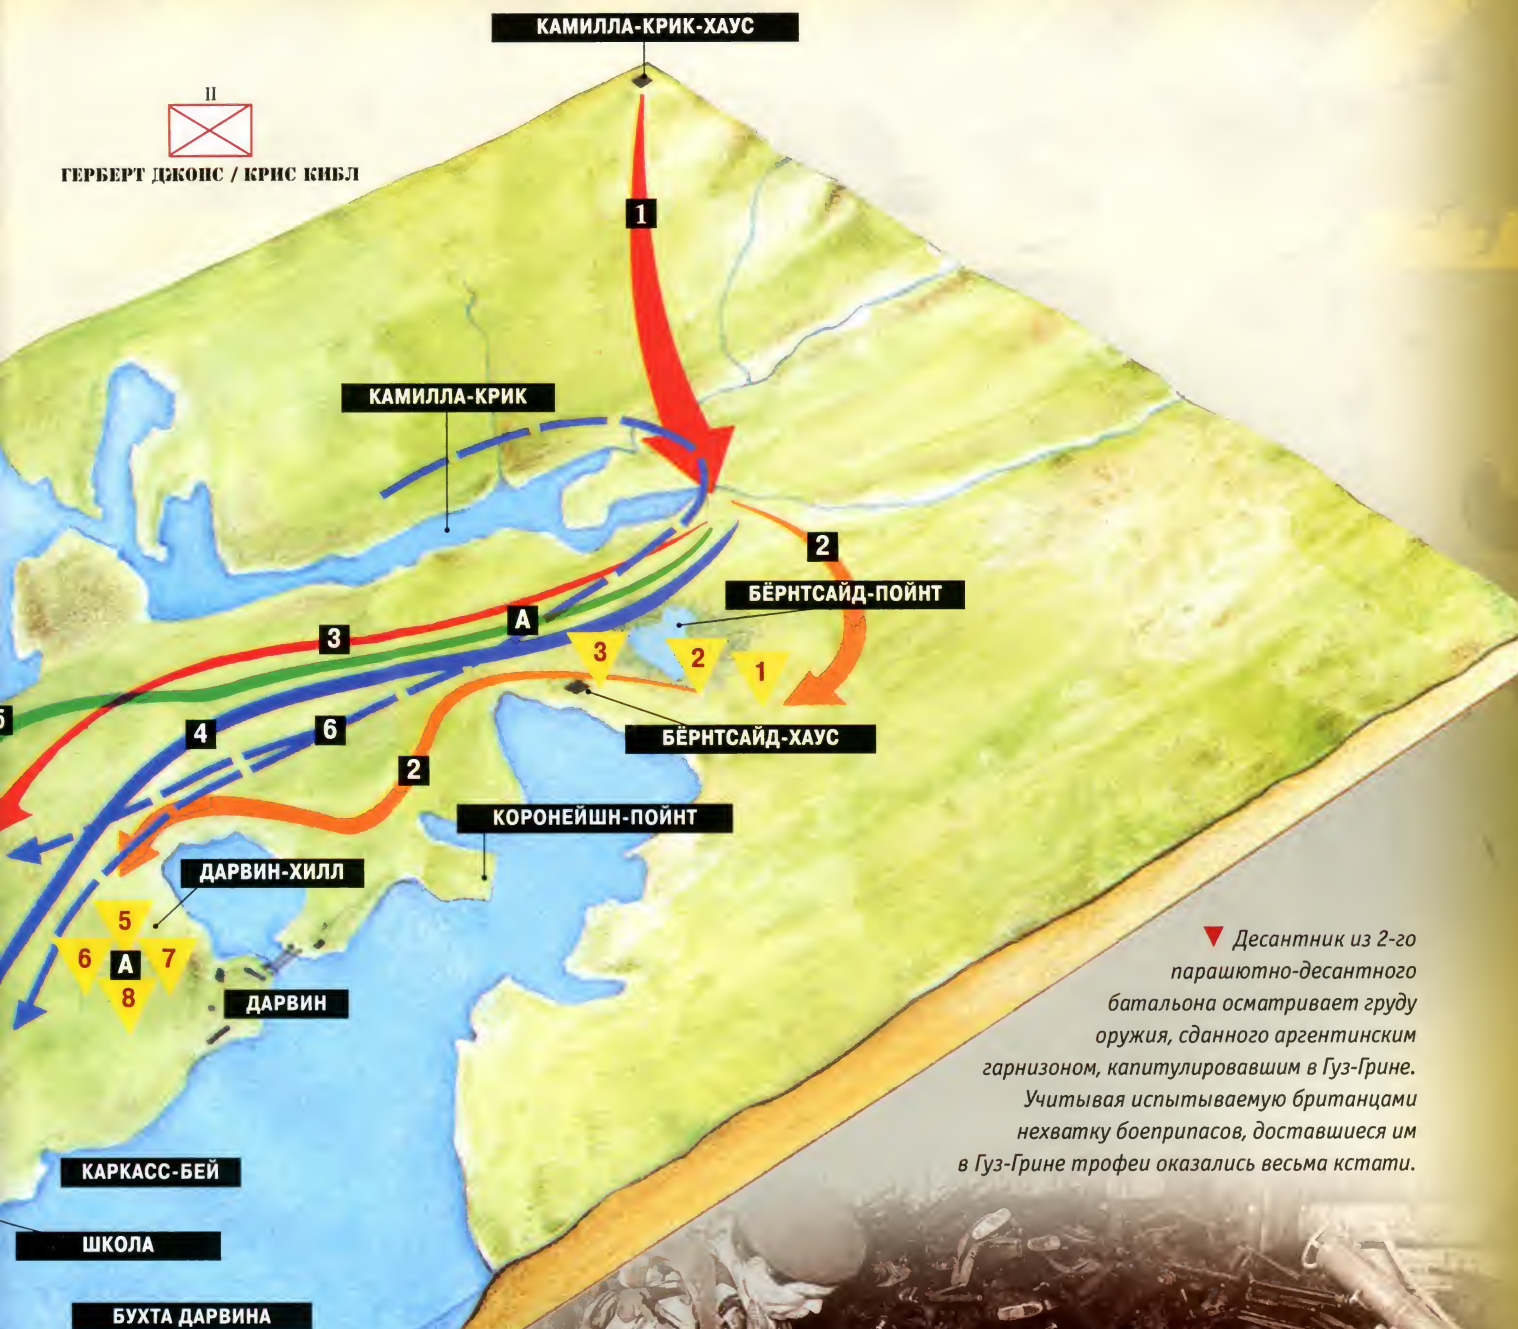 КАМИЛЛА-КРИК-ХАУС
II
ГЕРБЕРТ ДЖОНС / КРИС КИБЛ
1
КАМИЛЛА-КРИК
2
БЁРНТСАЙД-ПОЙНТ
A
3
3
2
1
5
4
6
БЁРНТСАЙД-ХАУС
2
КОРОНЕЙШН-ПОЙНТ
ДАРВИН-ХИЛЛ
5
6
A
7
8
ДАРВИН
▼ Десантник из 2-го
парашютно-десантного
батальона осматривает груду
оружия, сданного аргентинским
гарнизоном, капитулировавшим в Гуз-Грине.
Учитывая испытываемую британцами
нехватку боеприпасов, доставшиеся им
в Гуз-Грине трофеи оказались весьма кстати.
КАРКАСС-БЕЙ
ШКОЛА
БУХТА ДАРВИНА